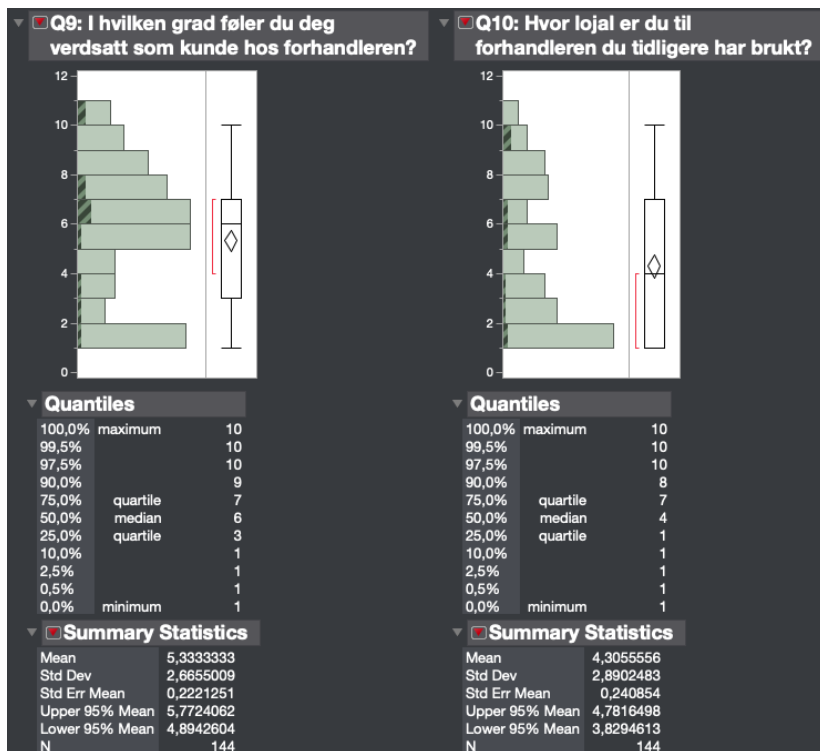 Q9: I hvilken grad føler du deg
verdsatt som kunde hos forhandleren?
12
10
8
6
4
2
0
Quantiles
100,0% maximum 10
99,5% 10
97,5% 10
90,0% 9
75,0% quartile 7
50,0% median 6
25,0% quartile 3
10,0% 1
2,5% 1
0,5% 1
0,0% minimum 1
Summary Statistics
Mean 5,3333333
Std Dev 2,6655009
Std Err Mean 0,2221251
Upper 95% Mean 5,7724062
Lower 95% Mean 4,8942604
N 144
Q10: Hvor lojal er du til
forhandleren du tidligere har brukt?
12
10
8
6
4
2
0
Quantiles
100,0% maximum 10
99,5% 10
97,5% 10
90,0% 8
75,0% quartile 7
50,0% median 4
25,0% quartile 1
10,0% 1
2,5% 1
0,5% 1
0,0% minimum 1
Summary Statistics
Mean 4,3055556
Std Dev 2,8902483
Std Err Mean 0,240854
Upper 95% Mean 4,7816498
Lower 95% Mean 3,8294613
N 144